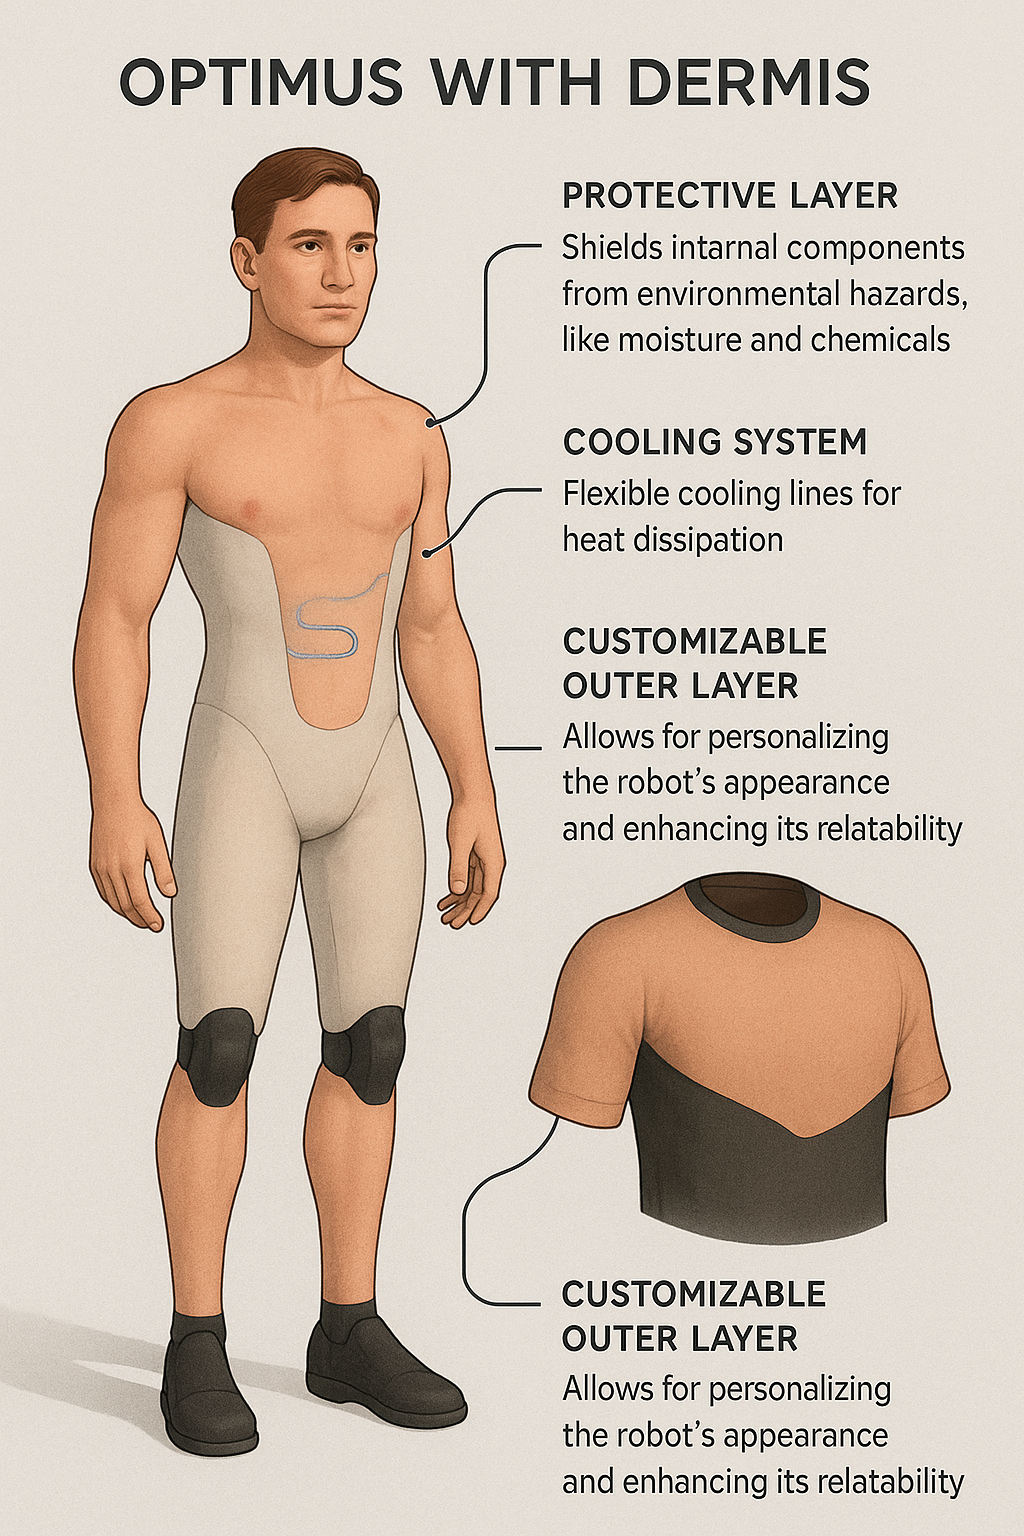 OPTIMUS WITH DERMIS
PROTECTIVE LAYER
Shields intarnal components
from environmental hazards,
like moisture and chemicals
COOLING SYSTEM
Flexible cooling lines for
heat dissipation
CUSTOMIZABLE
OUTER LAYER
Allows for personalizing
the robot’s appearance
and enhancing its relatability
CUSTOMIZABLE
OUTER LAYER
Allows for personalizing
the robot’s appearance
and enhancing its relatability